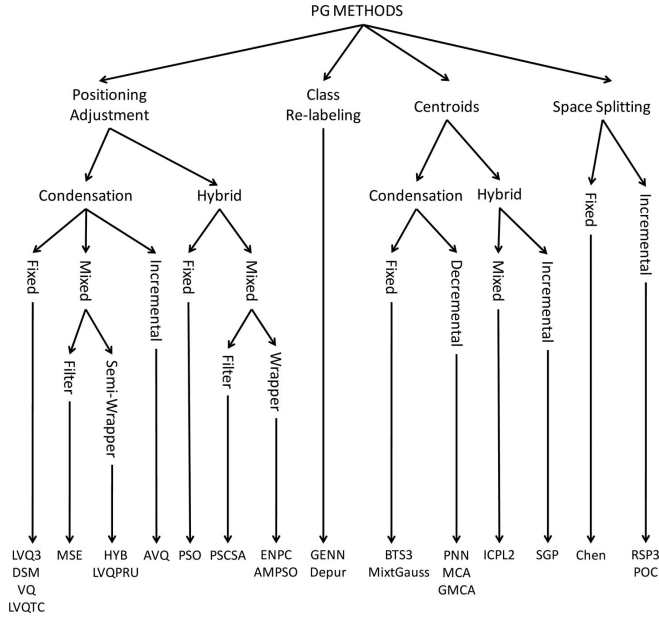 PG METHODS
Positioning
Adjustment
Class
Re-labeling
Centroids
Space Splitting
Condensation
Hybrid
Condensation
Hybrid
Fixed
Incremental
Fixed
Mixed
Incremental
Fixed
Mixed
Fixed
Decremental
Mixed
Incremental
Filter
Semi-Wrapper
Filter
Wrapper
LVQ3
DSM
VQ
LVQTC
MSE
HYB
LVQPRU
AVQ
PSO
PSCSA
ENPC
AMPSO
GENN
Depur
BTS3
MixtGauss
PNN
MCA
GMCA
ICPL2
SGP
Chen
RSP3
POC